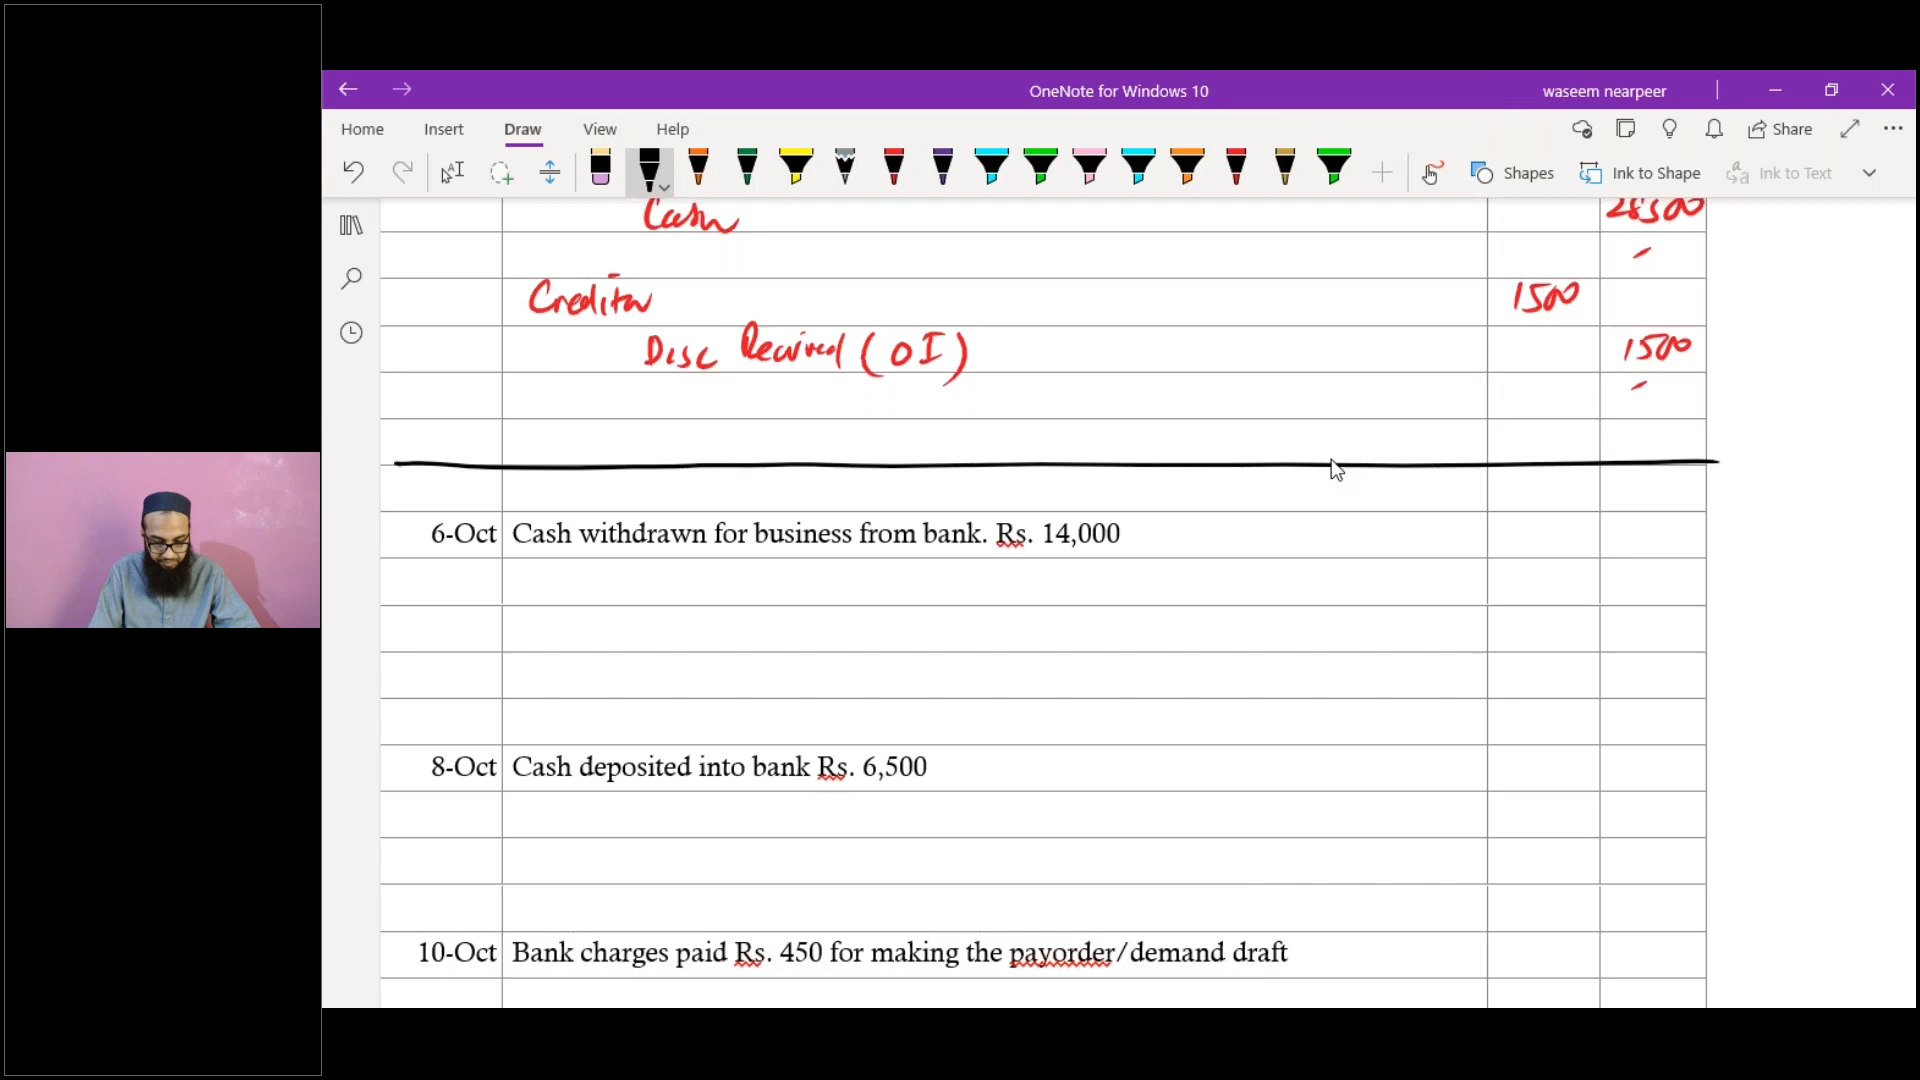 OneNote for Windows 10
waseem nearpeer
Home Insert Draw View Help
Share
Shapes Ink to Shape Ink to Text
Cash 28500
Creditor 1500
Disc Received (OI) 1500
6-Oct Cash withdrawn for business from bank. Rs. 14,000
8-Oct Cash deposited into bank Rs. 6,500
10-Oct Bank charges paid Rs. 450 for making the payorder/demand draft